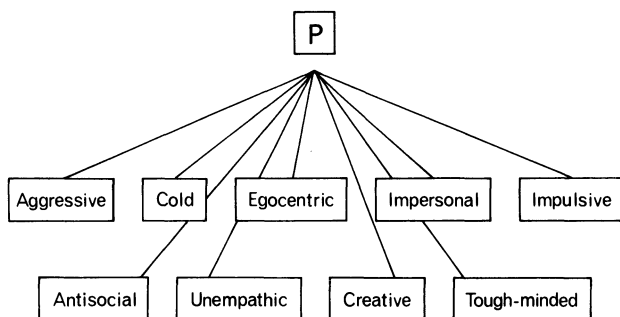 P
Aggressive Cold Egocentric Impersonal Impulsive
Antisocial Unempathic Creative Tough-minded